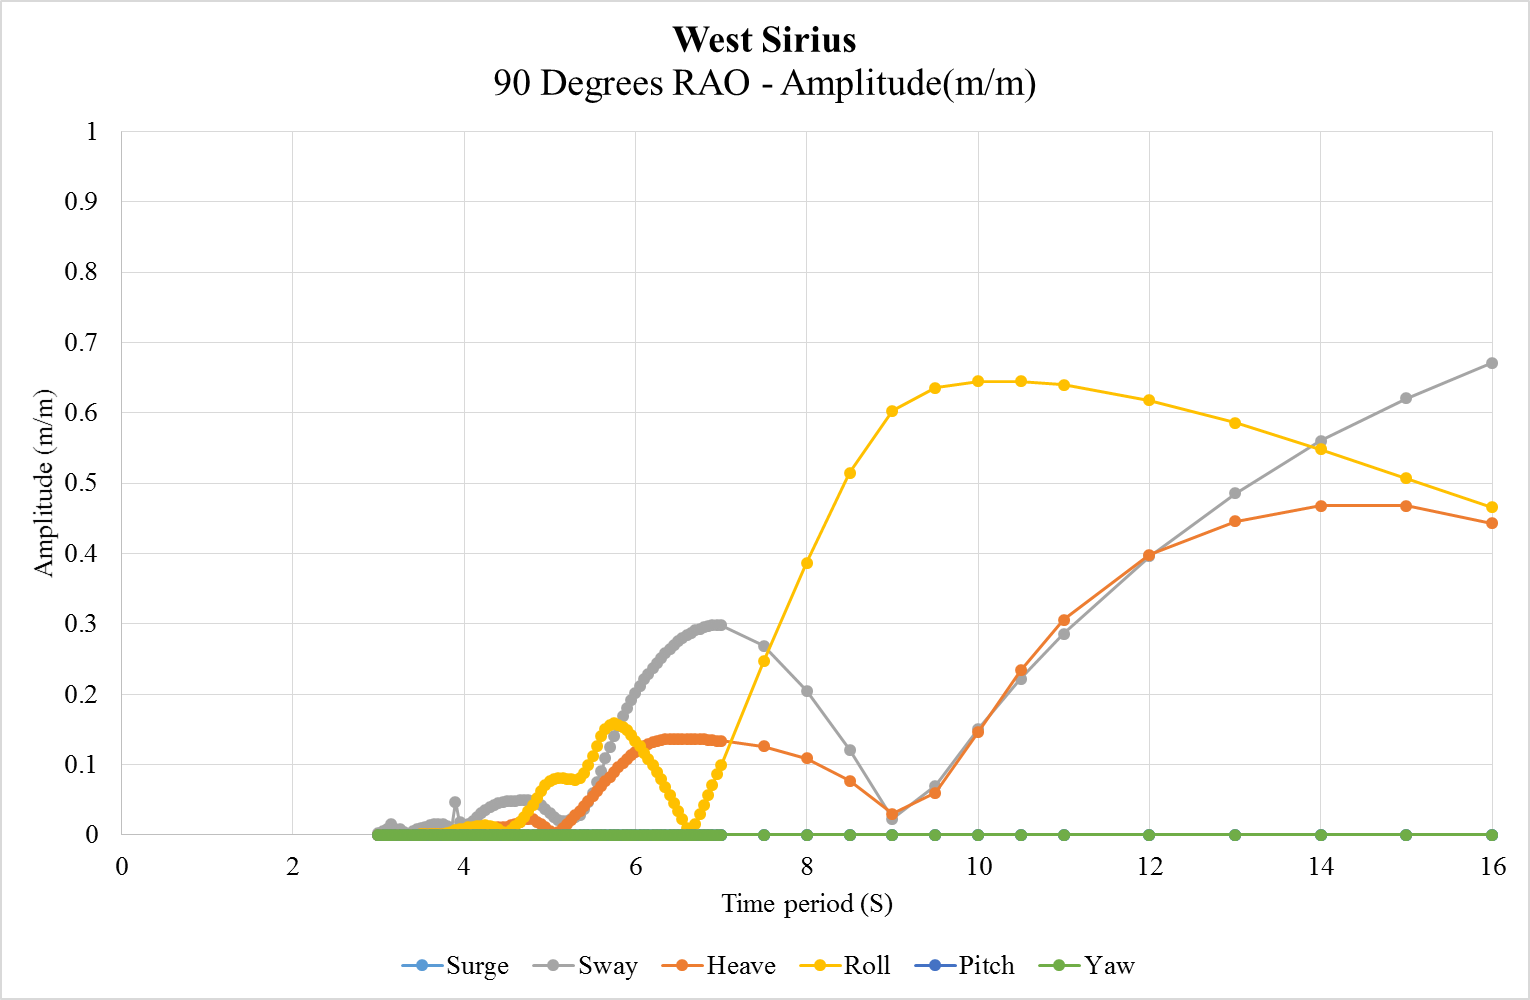 West Sirius
90 Degrees RAO - Amplitude(m/m)
1
0.9
0.8
0.7
0.6
0.5
0.4
0.3
0.2
0.1
0
Amplitude (m/m)
0 2 4 6 8 10 12 14 16
Time period (S)
Surge Sway Heave Roll Pitch Yaw